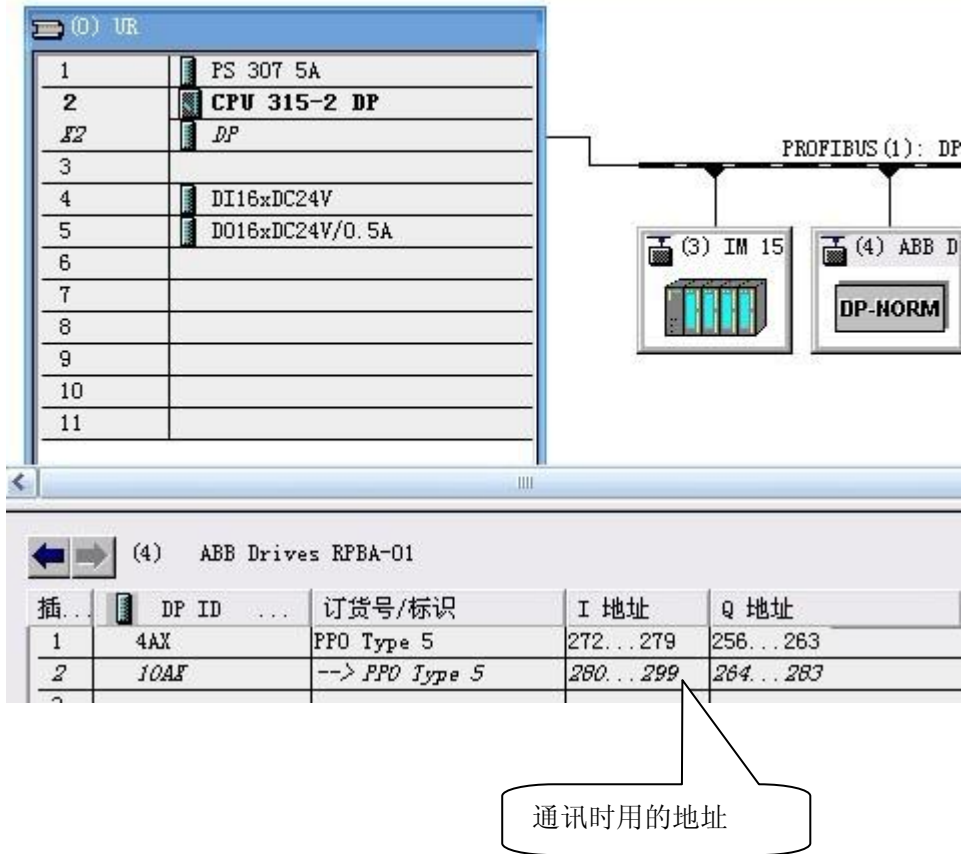 (0) UR
1 PS 307 5A
2 CPU 315-2 DP
X2 DP
3
4 DI16xDC24V
5 DO16xDC24V/0.5A
6
7
8
9
10
11
PROFIBUS(1): DP
(3) IM 15
(4) ABB D
DP-NORM
(4) ABB Drives RPBA-01
插... DP ID ... 订货号/标识 I 地址 Q 地址
1 4AX PPO Type 5 272...279 256...263
2 10AX --> PPO Type 5 280...299 264...283
通讯时用的地址